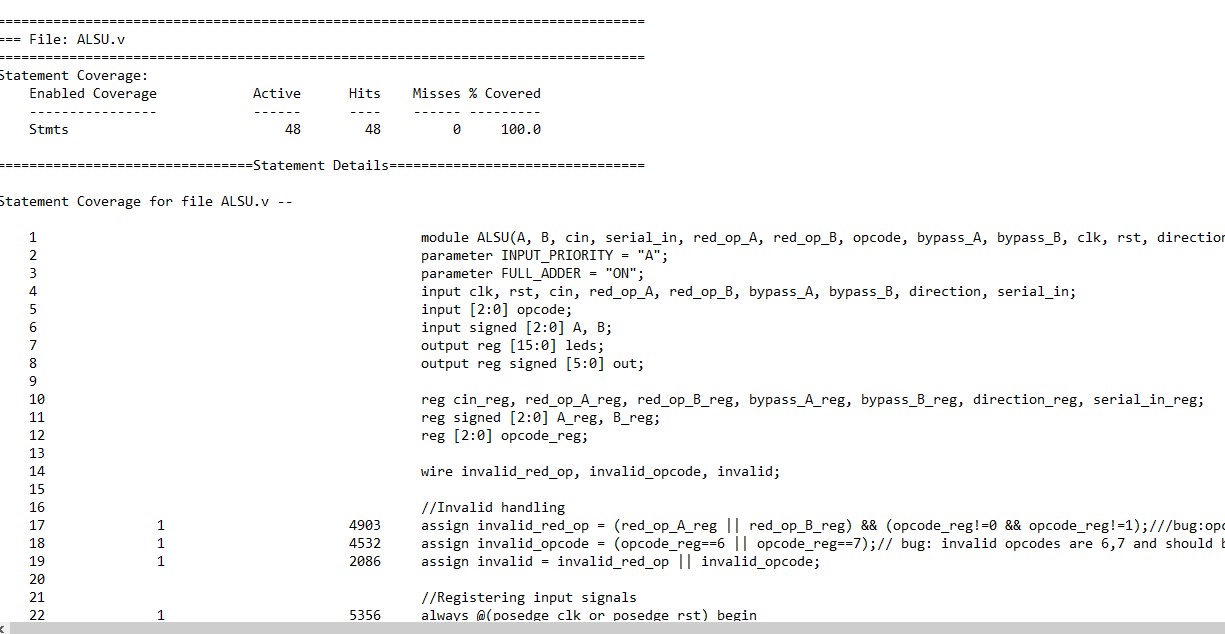 ================================================================================
=== File: ALSU.v
================================================================================
Statement Coverage:
    Enabled Coverage            Active      Hits    Misses % Covered
    ----------------            ------      ----    ------ ---------
    Stmts                           48        48         0     100.0

================================Statement Details================================

Statement Coverage for file ALSU.v --

    1                                                module ALSU(A, B, cin, serial_in, red_op_A, red_op_B, opcode, bypass_A, bypass_B, clk, rst, direction
    2                                                parameter INPUT_PRIORITY = "A";
    3                                                parameter FULL_ADDER = "ON";
    4                                                input clk, rst, cin, red_op_A, red_op_B, bypass_A, bypass_B, direction, serial_in;
    5                                                input [2:0] opcode;
    6                                                input signed [2:0] A, B;
    7                                                output reg [15:0] leds;
    8                                                output reg signed [5:0] out;
    9
    10                                               reg cin_reg, red_op_A_reg, red_op_B_reg, bypass_A_reg, bypass_B_reg, direction_reg, serial_in_reg;
    11                                               reg signed [2:0] A_reg, B_reg;
    12                                               reg [2:0] opcode_reg;
    13
    14                                               wire invalid_red_op, invalid_opcode, invalid;
    15
    16                                               //Invalid handling
    17              1                       4903     assign invalid_red_op = (red_op_A_reg || red_op_B_reg) && (opcode_reg!=0 && opcode_reg!=1);///bug:opc
    18              1                       4532     assign invalid_opcode = (opcode_reg==6 || opcode_reg==7);// bug: invalid opcodes are 6,7 and should b
    19              1                       2086     assign invalid = invalid_red_op || invalid_opcode;
    20
    21                                               //Registering input signals
    22              1                       5356     always @(posedge clk or posedge rst) begin